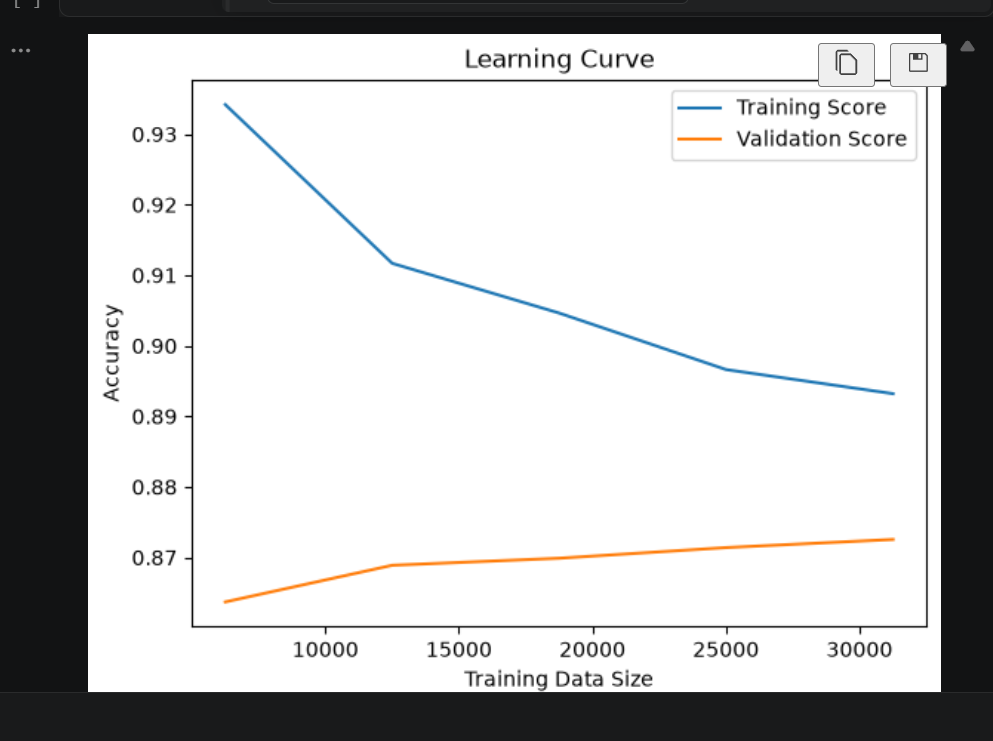 [ ]
...
Learning Curve
Training Score
Validation Score
0.93
0.92
0.91
0.90
0.89
0.88
0.87
Accuracy
10000 15000 20000 25000 30000
Training Data Size